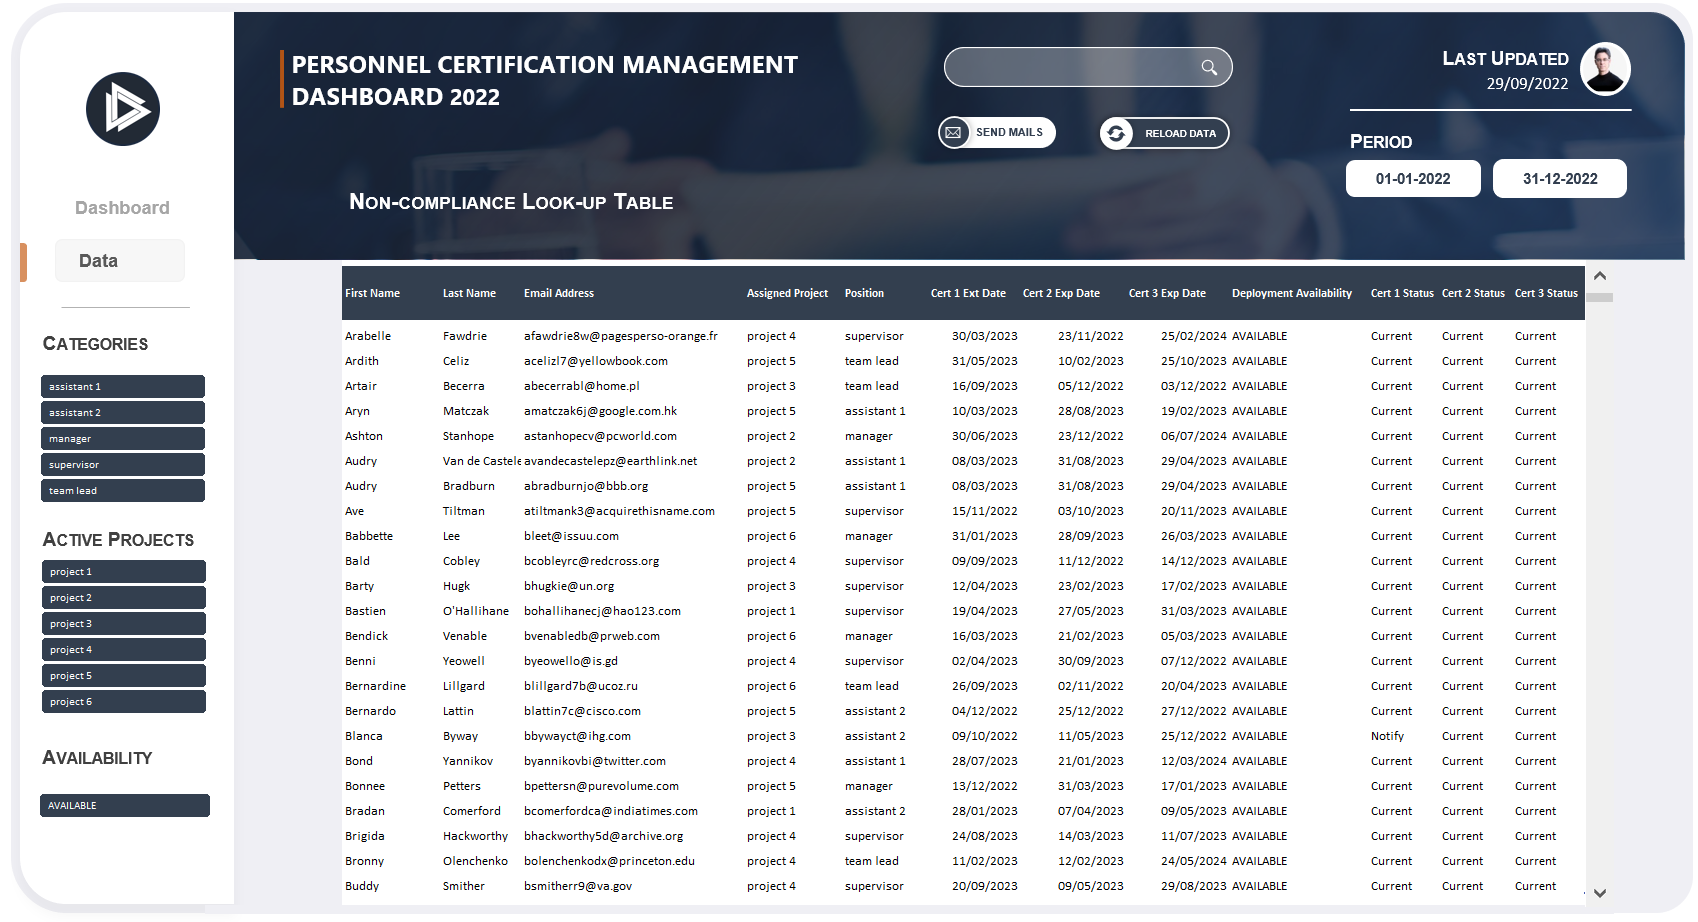 PERSONNEL CERTIFICATION MANAGEMENT
DASHBOARD 2022
SEND MAILS
RELOAD DATA
LAST UPDATED
29/09/2022
PERIOD
01-01-2022 31-12-2022
NON-COMPLIANCE LOOK-UP TABLE
Dashboard
Data
CATEGORIES
assistant 1
assistant 2
manager
supervisor
team lead
ACTIVE PROJECTS
project 1
project 2
project 3
project 4
project 5
project 6
AVAILABILITY
AVAILABLE
First Name Last Name Email Address Assigned Project Position Cert 1 Ext Date Cert 2 Exp Date Cert 3 Exp Date Deployment Availability Cert 1 Status Cert 2 Status Cert 3 Status
Arabelle Fawdrie afawdrie8w@pagesperso-orange.fr project 4 supervisor 30/03/2023 23/11/2022 25/02/2024 AVAILABLE Current Current Current
Ardith Celiz acelizl7@yellowbook.com project 5 team lead 31/05/2023 10/02/2023 25/10/2023 AVAILABLE Current Current Current
Artair Becerra abecerrabl@home.pl project 3 team lead 16/09/2023 05/12/2022 03/12/2022 AVAILABLE Current Current Current
Aryn Matczak amatczak6j@google.com.hk project 5 assistant 1 10/03/2023 28/08/2023 19/02/2023 AVAILABLE Current Current Current
Ashton Stanhope astanhopecv@pcworld.com project 2 manager 30/06/2023 23/12/2022 06/07/2024 AVAILABLE Current Current Current
Audry Van de Castele avandecastelepz@earthlink.net project 2 assistant 1 08/03/2023 31/08/2023 29/04/2023 AVAILABLE Current Current Current
Audry Bradburn abradburnjo@bbb.org project 5 assistant 1 08/03/2023 31/08/2023 29/04/2023 AVAILABLE Current Current Current
Ave Tiltman atiltmank3@acquirethisname.com project 5 supervisor 15/11/2022 03/10/2023 20/11/2023 AVAILABLE Current Current Current
Babbette Lee bleet@issuu.com project 6 manager 31/01/2023 28/09/2023 26/03/2023 AVAILABLE Current Current Current
Bald Cobley bcobleyrc@redcross.org project 4 supervisor 09/09/2023 11/12/2022 14/12/2023 AVAILABLE Current Current Current
Barty Hugk bhugkie@un.org project 3 supervisor 12/04/2023 23/02/2023 17/02/2023 AVAILABLE Current Current Current
Bastien O'Hallihane bohallihanecj@hao123.com project 1 supervisor 19/04/2023 27/05/2023 31/03/2023 AVAILABLE Current Current Current
Bendick Venable bvenabledb@prweb.com project 6 manager 16/03/2023 21/02/2023 05/03/2023 AVAILABLE Current Current Current
Benni Yeowell byeowello@is.gd project 4 supervisor 02/04/2023 30/09/2023 07/12/2022 AVAILABLE Current Current Current
Bernardine Lillgard blillgard7b@ucoz.ru project 6 team lead 26/09/2023 02/11/2022 20/04/2023 AVAILABLE Current Current Current
Bernardo Lattin blattin7c@cisco.com project 5 assistant 2 04/12/2022 25/12/2022 27/12/2022 AVAILABLE Current Current Current
Blanca Byway bbywayct@ihg.com project 3 assistant 2 09/10/2022 11/05/2023 25/12/2022 AVAILABLE Notify Current Current
Bond Yannikov byannikovbi@twitter.com project 4 assistant 1 28/07/2023 21/01/2023 12/03/2024 AVAILABLE Current Current Current
Bonnee Petters bpettersn@purevolume.com project 5 manager 13/12/2022 31/03/2023 17/01/2023 AVAILABLE Current Current Current
Bradan Comerford bcomerfordca@indiatimes.com project 1 assistant 2 28/01/2023 07/04/2023 09/05/2023 AVAILABLE Current Current Current
Brigida Hackworthy bhackworthy5d@archive.org project 4 supervisor 24/08/2023 14/03/2023 11/07/2023 AVAILABLE Current Current Current
Bronny Olenchenko bolenchenkodx@princeton.edu project 4 team lead 11/02/2023 12/02/2023 24/05/2024 AVAILABLE Current Current Current
Buddy Smither bsmitherr9@va.gov project 4 supervisor 20/09/2023 09/05/2023 29/08/2023 AVAILABLE Current Current Current